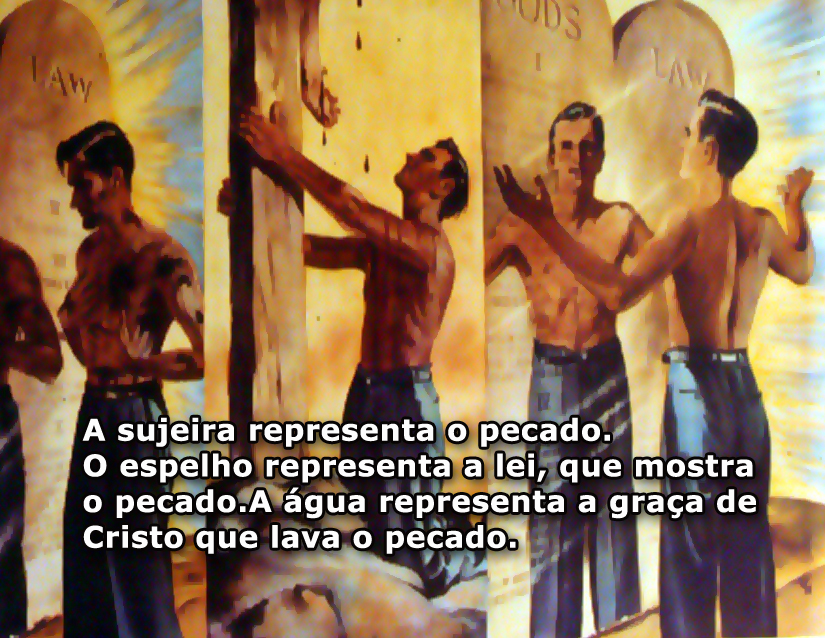 LAW
GODS
I
LAW
A sujeira representa o pecado.
O espelho representa a lei, que mostra
o pecado.A água representa a graça de
Cristo que lava o pecado.